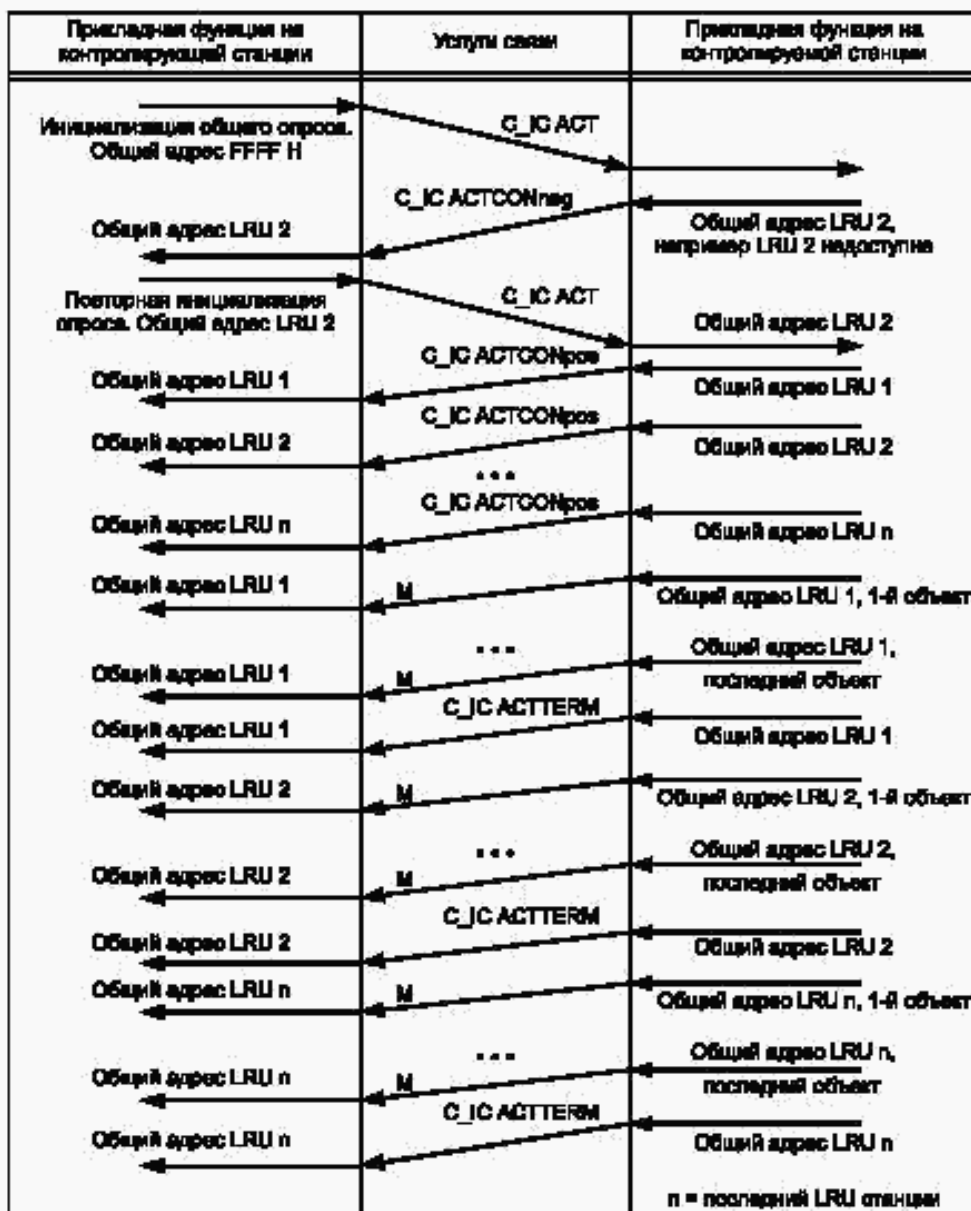 Прикладная функция на контролирующей станции
Услуги связи
Прикладная функция на контролируемой станции
Инициализация общего опроса.
Общий адрес FFFF H
C_IC ACT
C_IC ACTCONneg
Общий адрес LRU 2
Общий адрес LRU 2,
например LRU 2 недоступна
Повторная инициализация
опроса. Общий адрес LRU 2
C_IC ACT
Общий адрес LRU 2
Общий адрес LRU 1
C_IC ACTCONpos
Общий адрес LRU 1
Общий адрес LRU 2
C_IC ACTCONpos
Общий адрес LRU 2
...
Общий адрес LRU n
C_IC ACTCONpos
Общий адрес LRU n
Общий адрес LRU 1
M
Общий адрес LRU 1, 1-й объект
...
Общий адрес LRU 1
M
Общий адрес LRU 1,
последний объект
Общий адрес LRU 1
C_IC ACTTERM
Общий адрес LRU 1
Общий адрес LRU 2
M
Общий адрес LRU 2, 1-й объект
...
Общий адрес LRU 2
M
Общий адрес LRU 2,
последний объект
Общий адрес LRU 2
C_IC ACTTERM
Общий адрес LRU 2
Общий адрес LRU n
M
Общий адрес LRU n, 1-й объект
...
Общий адрес LRU n
M
Общий адрес LRU n,
последний объект
Общий адрес LRU n
C_IC ACTTERM
Общий адрес LRU n
n = последний LRU станции